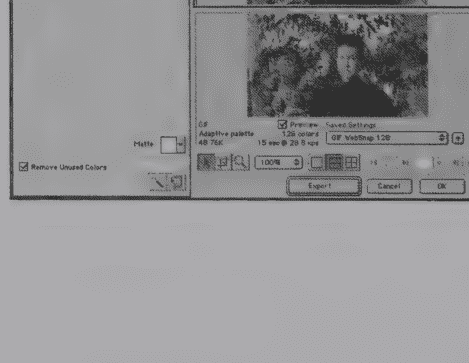 GIF
Preview Saved Settings
Adaptive palette 128 colors
GIF WebSnap 128
48.76K 15 sec @ 28.8 kps
Matte
Remove Unused Colors
100%
Export Cancel OK